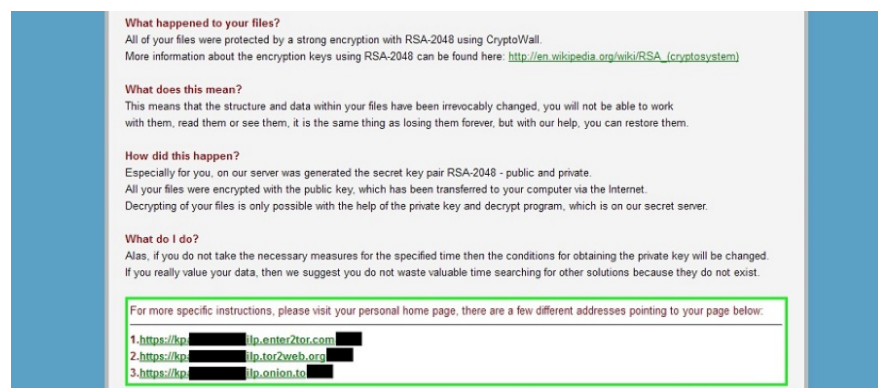 What happened to your files?
All of your files were protected by a strong encryption with RSA-2048 using CryptoWall.
More information about the encryption keys using RSA-2048 can be found here: http://en.wikipedia.org/wiki/RSA_(cryptosystem)
What does this mean?
This means that the structure and data within your files have been irrevocably changed, you will not be able to work
with them, read them or see them, it is the same thing as losing them forever, but with our help, you can restore them.
How did this happen?
Especially for you, on our server was generated the secret key pair RSA-2048 - public and private.
All your files were encrypted with the public key, which has been transferred to your computer via the Internet.
Decrypting of your files is only possible with the help of the private key and decrypt program, which is on our secret server.
What do I do?
Alas, if you do not take the necessary measures for the specified time then the conditions for obtaining the private key will be changed.
If you really value your data, then we suggest you do not waste valuable time searching for other solutions because they do not exist.
For more specific instructions, please visit your personal home page, there are a few different addresses pointing to your page below:
1.https://kp ilp.enter2tor.com
2.https://kp ilp.tor2web.org
3.https://kp ilp.onion.to